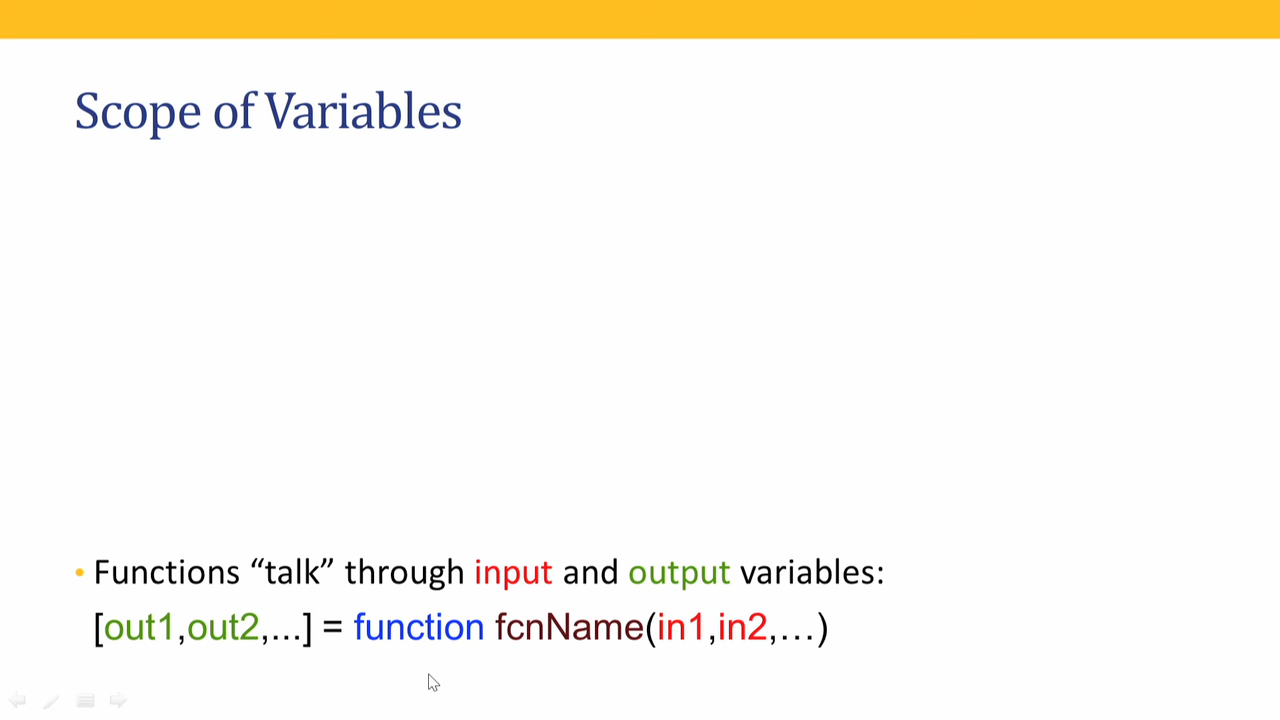 Scope of Variables
• Functions “talk” through input and output variables:
[out1,out2,...] = function fcnName(in1,in2,…)